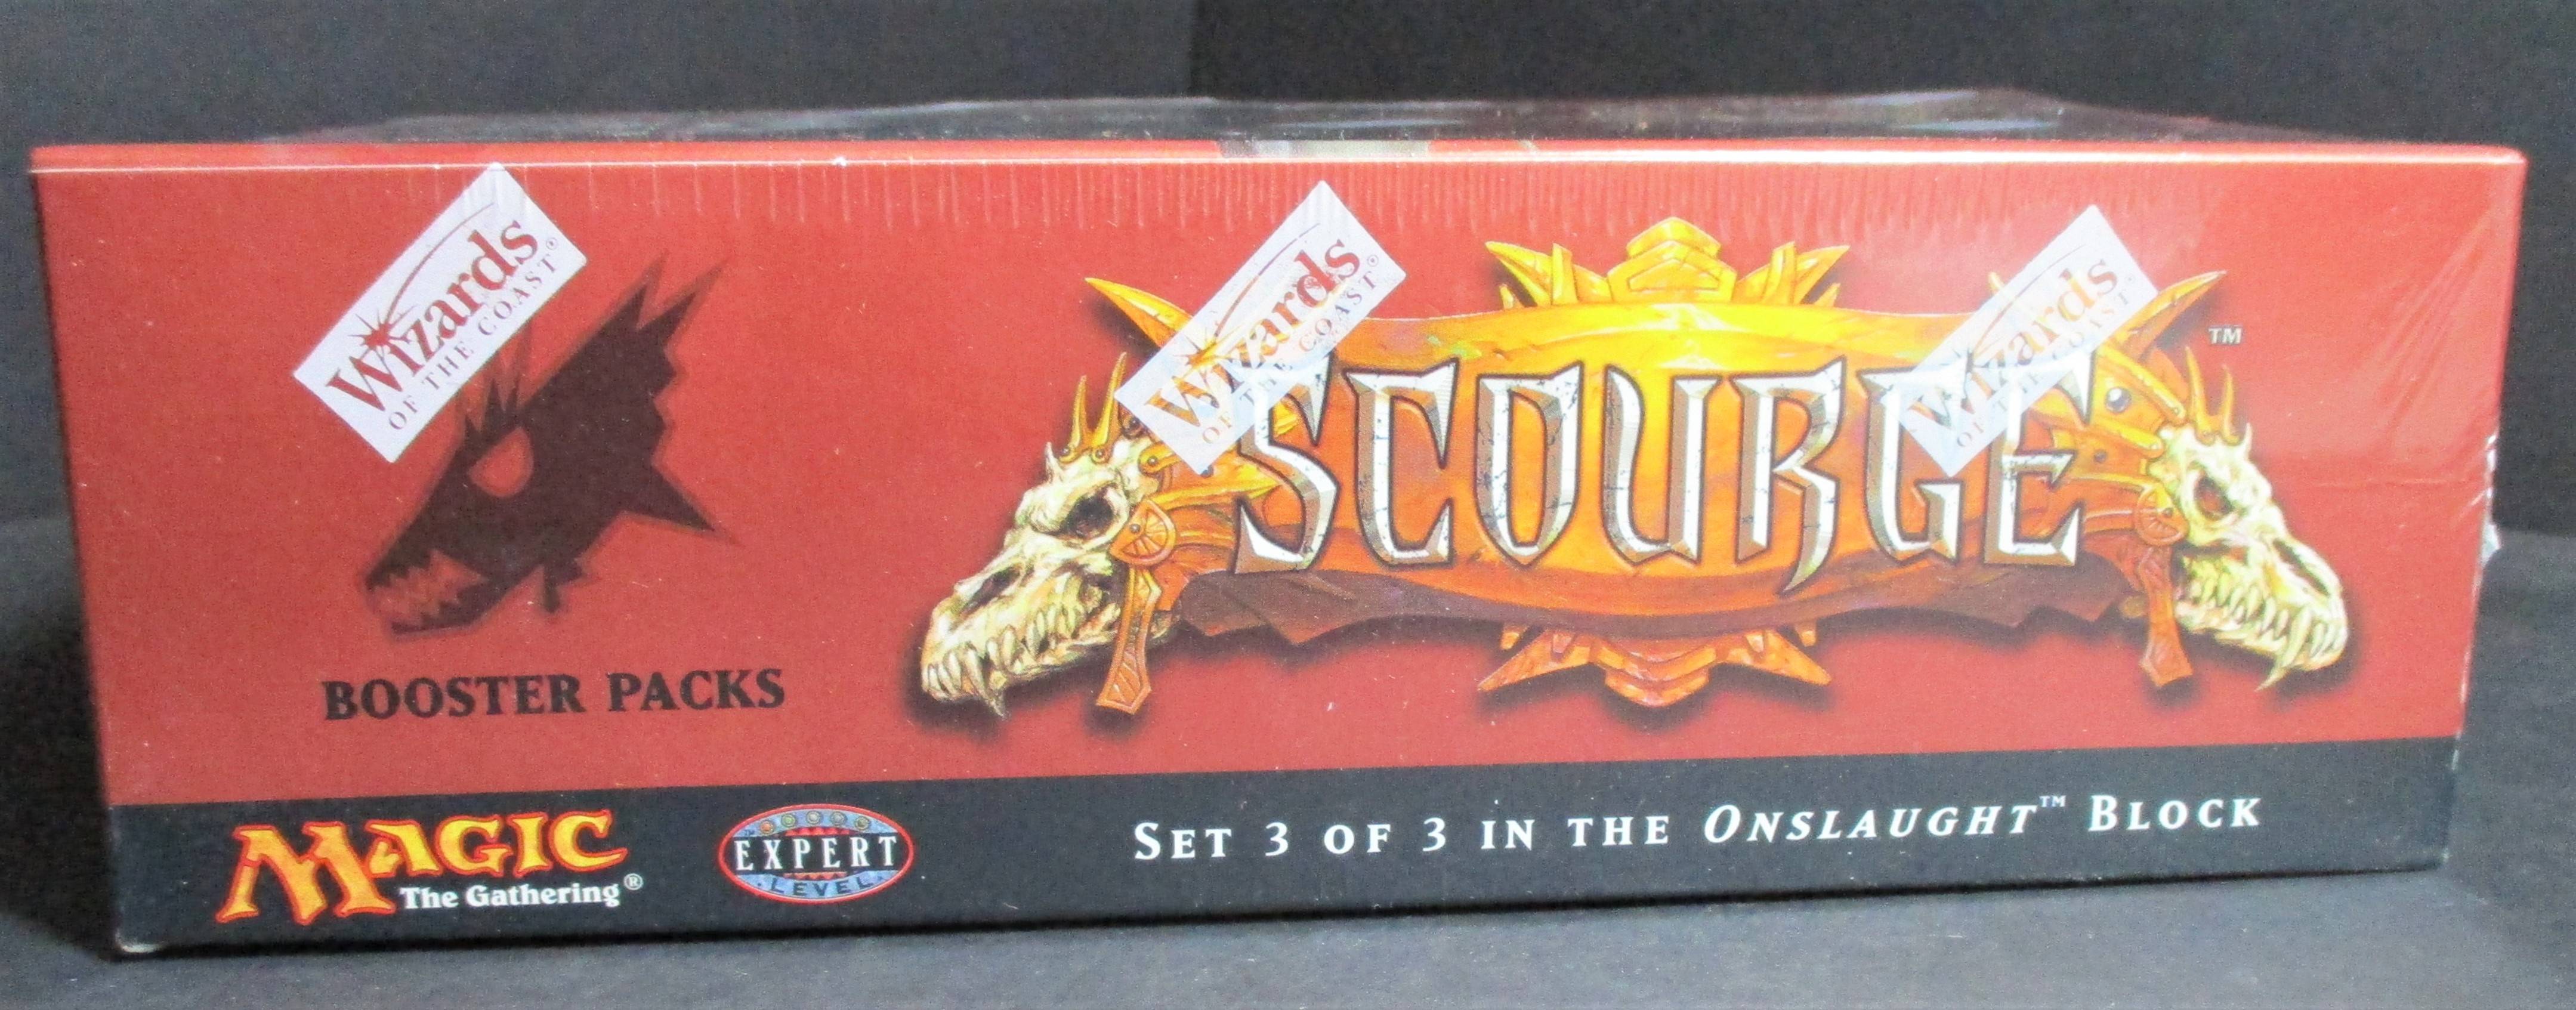 Wizards
OF THE COAST®
Wizards
OF THE COAST®
Wizards
OF THE COAST
SCOURGE™
BOOSTER PACKS
MAGIC
The Gathering®
EXPERT
LEVEL
SET 3 OF 3 IN THE ONSLAUGHT™ BLOCK